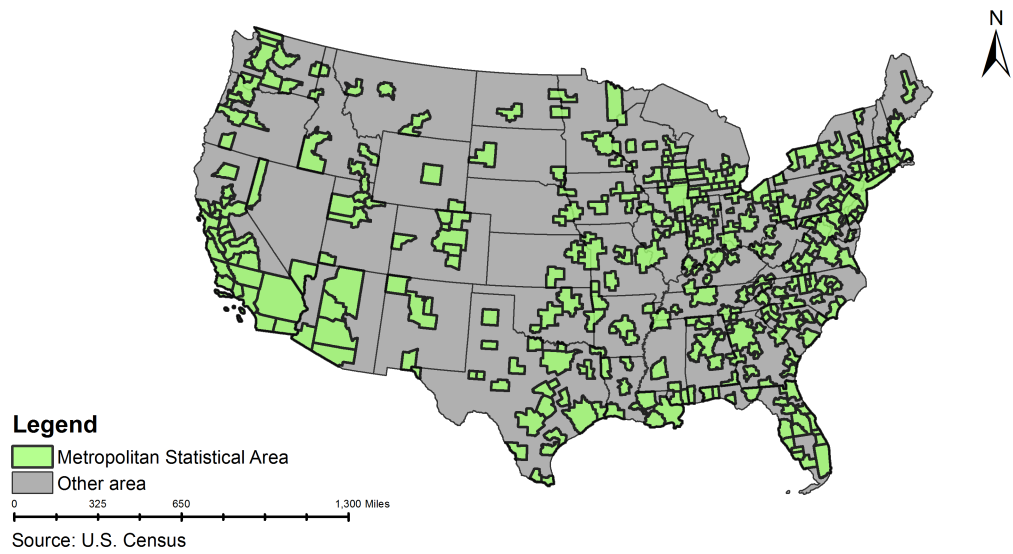 N
Legend
Metropolitan Statistical Area
Other area
0 325 650 1,300 Miles
Source: U.S. Census